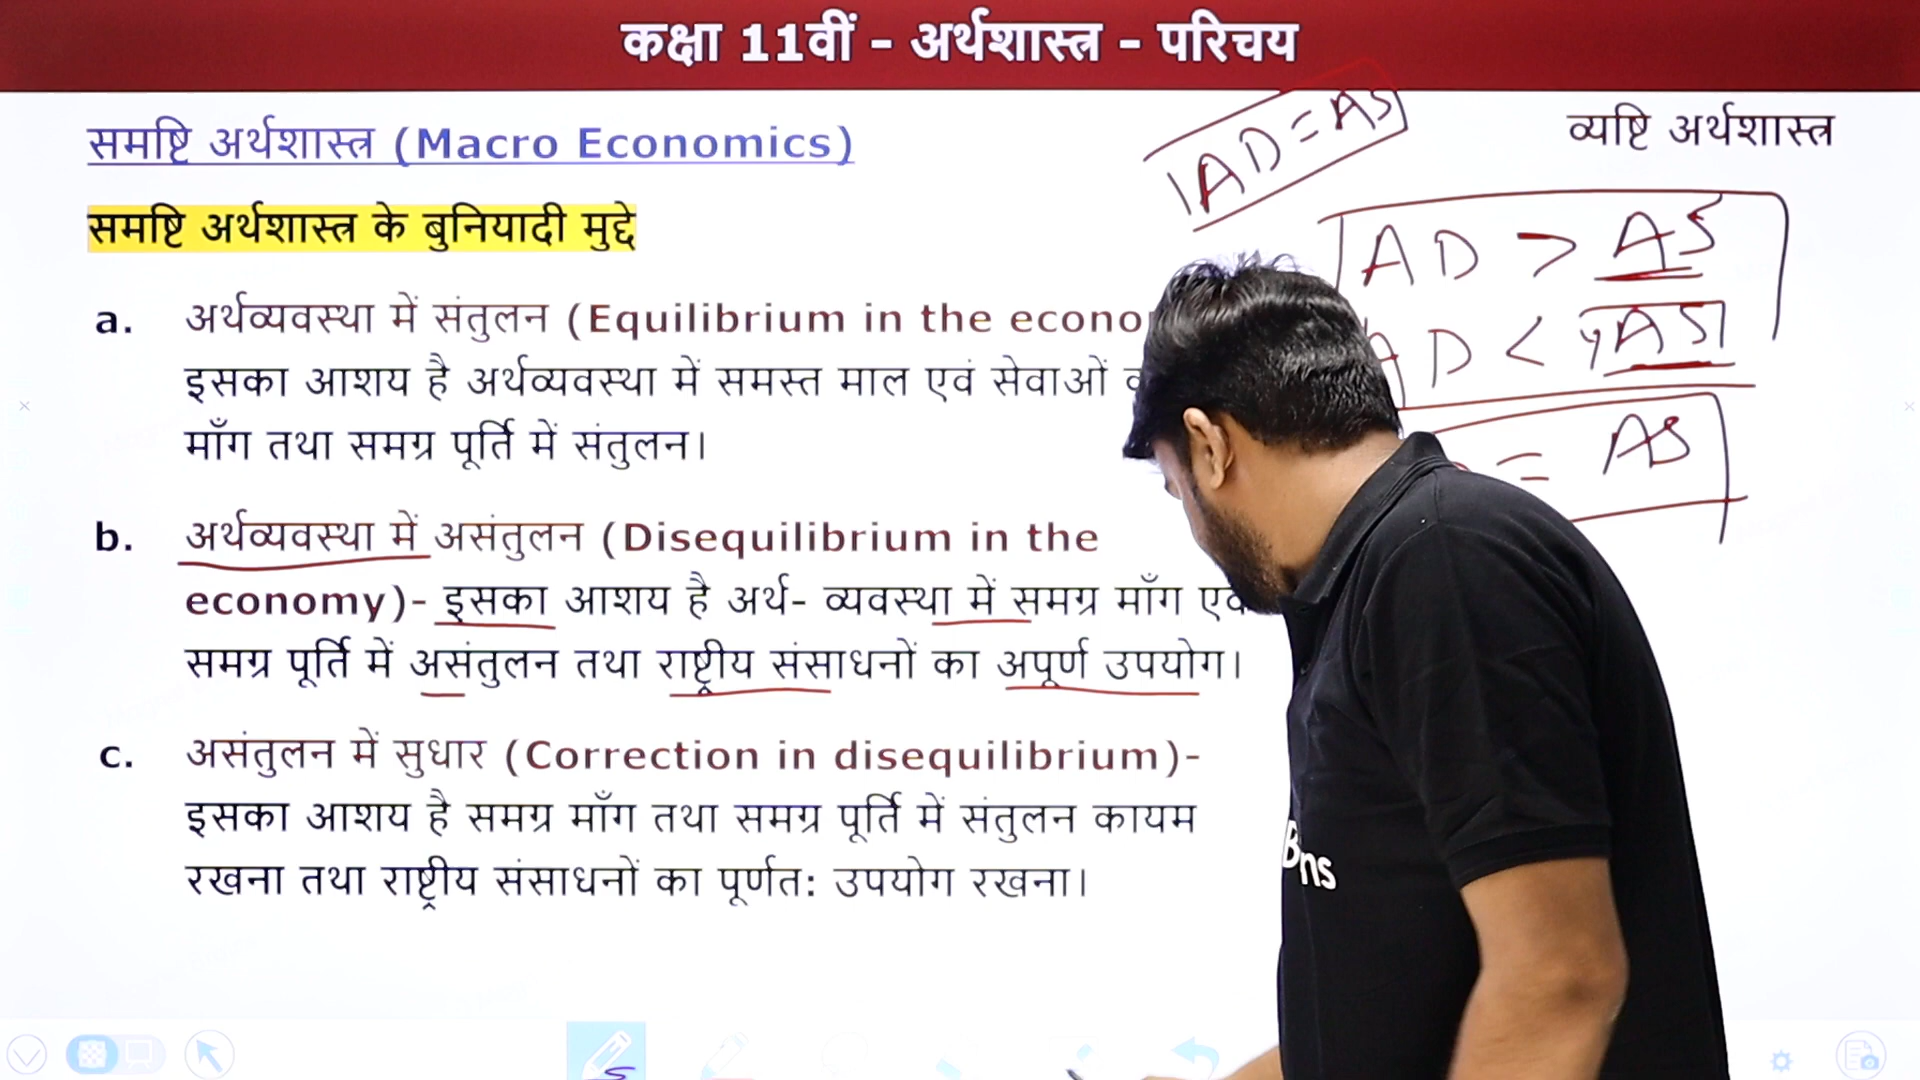 कक्षा 11वीं - अर्थशास्त्र - परिचय
समष्टि अर्थशास्त्र (Macro Economics)
व्यष्टि अर्थशास्त्र
AD = AS
समष्टि अर्थशास्त्र के बुनियादी मुद्दे
AD > AS
a. अर्थव्यवस्था में संतुलन (Equilibrium in the econo
D < AS
इसका आशय है अर्थव्यवस्था में समस्त माल एवं सेवाओं
माँग तथा समग्र पूर्ति में संतुलन।
= AS
b. अर्थव्यवस्था में असंतुलन (Disequilibrium in the
economy)- इसका आशय है अर्थ- व्यवस्था में समग्र माँग
समग्र पूर्ति में असंतुलन तथा राष्ट्रीय संसाधनों का अपूर्ण उपयोग।
c. असंतुलन में सुधार (Correction in disequilibrium)-
इसका आशय है समग्र माँग तथा समग्र पूर्ति में संतुलन कायम
रखना तथा राष्ट्रीय संसाधनों का पूर्णत: उपयोग रखना।